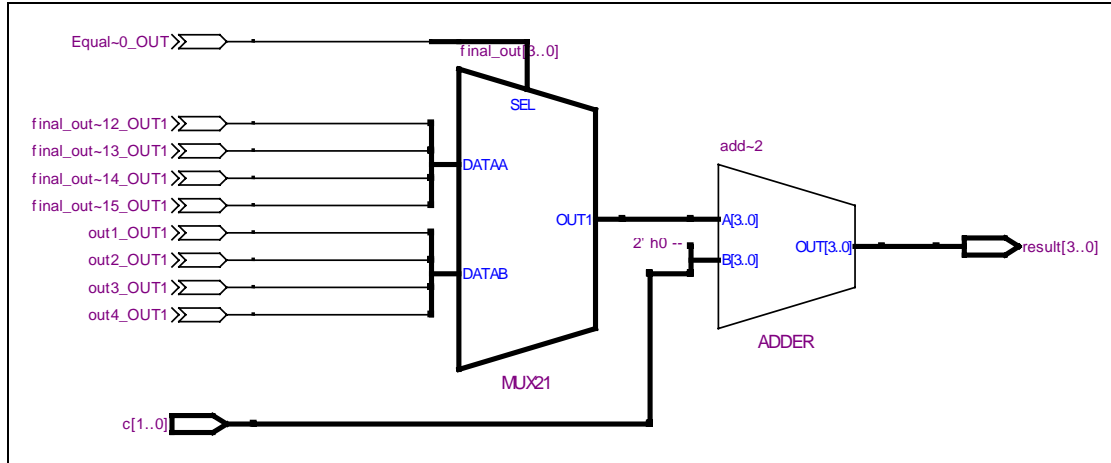 Equal~0_OUT
final_out[3..0]
SEL
final_out~12_OUT1
final_out~13_OUT1
final_out~14_OUT1
final_out~15_OUT1
DATAA
out1_OUT1
out2_OUT1
out3_OUT1
out4_OUT1
DATAB
OUT1
MUX21
add~2
A[3..0]
2' h0 --
B[3..0]
OUT[3..0]
ADDER
result[3..0]
c[1..0]